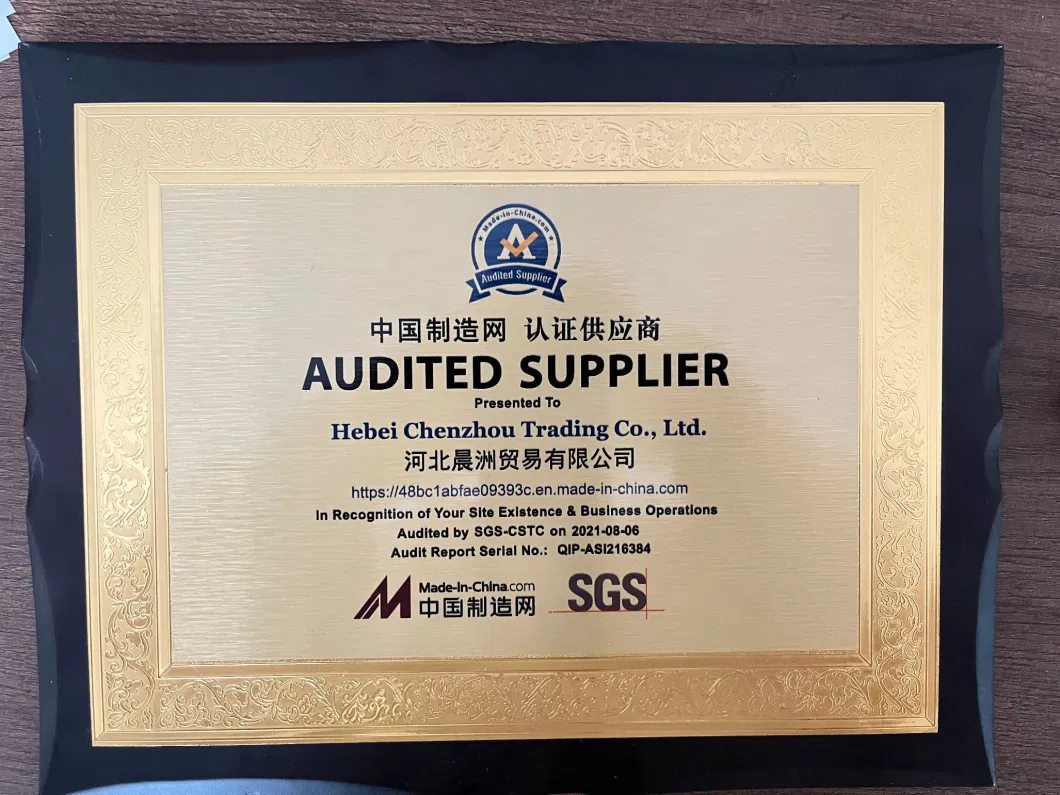 ★ Made-in-China.com ★
Audited Supplier
中国制造网 认证供应商
AUDITED SUPPLIER
Presented To
Hebei Chenzhou Trading Co., Ltd.
河北晨洲贸易有限公司
https://48bc1abfae09393c.en.made-in-china.com
In Recognition of Your Site Existence & Business Operations
Audited by SGS-CSTC on 2021-08-06
Audit Report Serial No.: QIP-ASI216384
Made-in-China.com
中国制造网
SGS